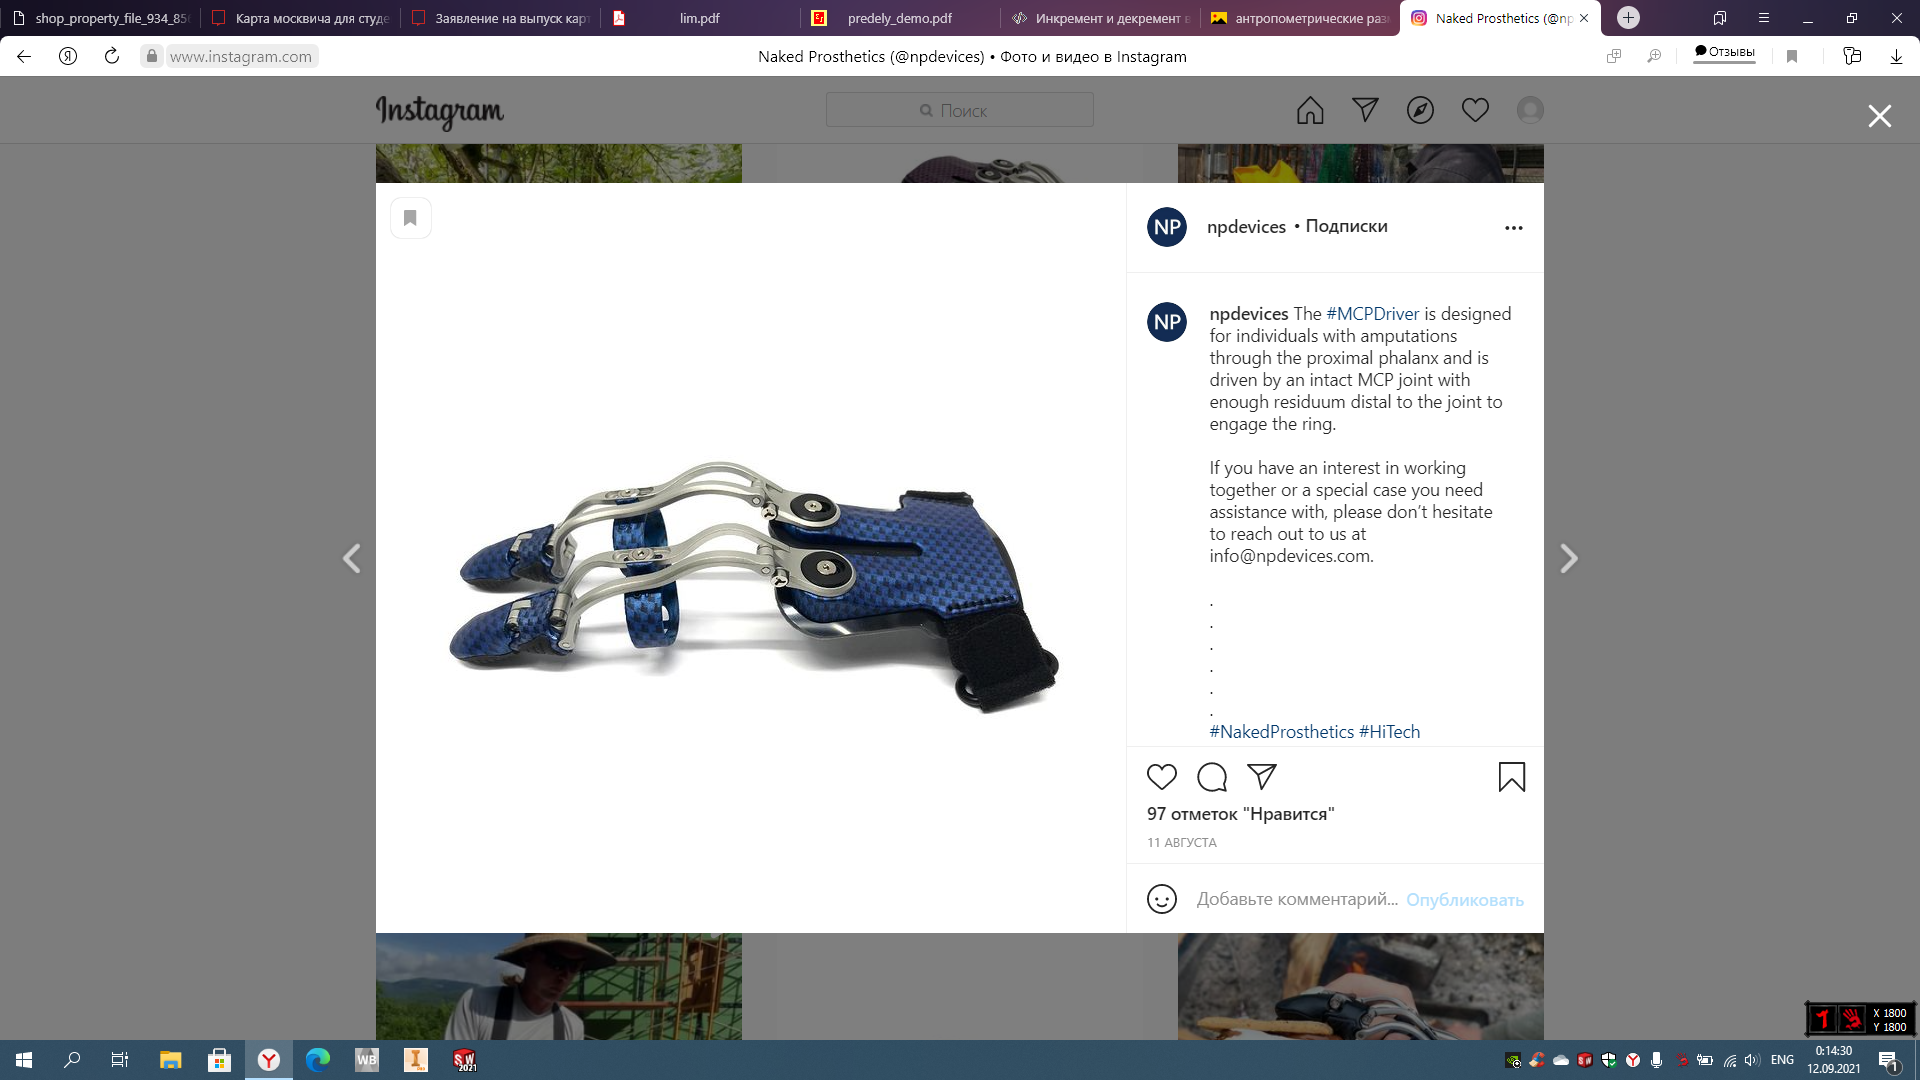 shop_property_file_934_85
Карта москвича для студе
Заявление на выпуск кар
lim.pdf
predely_demo.pdf
Инкремент и декремент в
антропометрические раз
Naked Prosthetics (@np
www.instagram.com
Naked Prosthetics (@npdevices) • Фото и видео в Instagram
Отзывы
Instagram
Поиск
NP
npdevices • Подписки
NP
npdevices The #MCPDriver is designed
for individuals with amputations
through the proximal phalanx and is
driven by an intact MCP joint with
enough residuum distal to the joint to
engage the ring.
If you have an interest in working
together or a special case you need
assistance with, please don’t hesitate
to reach out to us at
info@npdevices.com.
.
.
.
.
.
.
#NakedProsthetics #HiTech
97 отметок "Нравится"
11 АВГУСТА
Добавьте комментарий... Опубликовать
X 1800
Y 1800
WB
SW
2021
ENG
0:14:30
12.09.2021
1